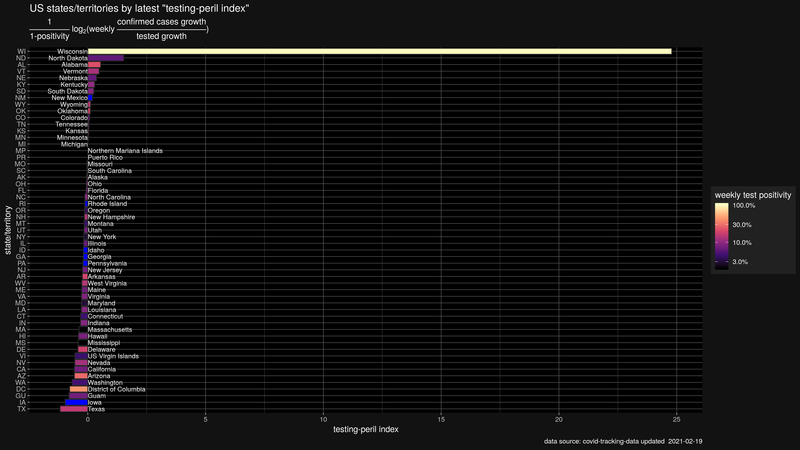 US states/territories by latest "testing-peril index"
1 confirmed cases growth
log2(weekly )
1-positivity tested growth
WI Wisconsin
ND North Dakota
AL Alabama
VT Vermont
NE Nebraska
KY Kentucky
SD South Dakota
NM New Mexico
WY Wyoming
OK Oklahoma
CO Colorado
TN Tennessee
KS Kansas
MN Minnesota
MI Michigan
MP Northern Mariana Islands
PR Puerto Rico
MO Missouri
SC South Carolina
AK Alaska
OH Ohio
FL Florida
NC North Carolina
RI Rhode Island
OR Oregon
NH New Hampshire
MT Montana
UT Utah
NY New York
IL Illinois
ID Idaho
GA Georgia
PA Pennsylvania
NJ New Jersey
AR Arkansas
WV West Virginia
ME Maine
VA Virginia
MD Maryland
LA Louisiana
CT Connecticut
IN Indiana
MA Massachusetts
HI Hawaii
MS Mississippi
DE Delaware
VI US Virgin Islands
NV Nevada
CA California
AZ Arizona
WA Washington
DC District of Columbia
GU Guam
IA Iowa
TX Texas
state/territory
0 5 10 15 20 25
testing-peril index
weekly test positivity
100.0%
30.0%
10.0%
3.0%
data source: covid-tracking-data updated 2021-02-19